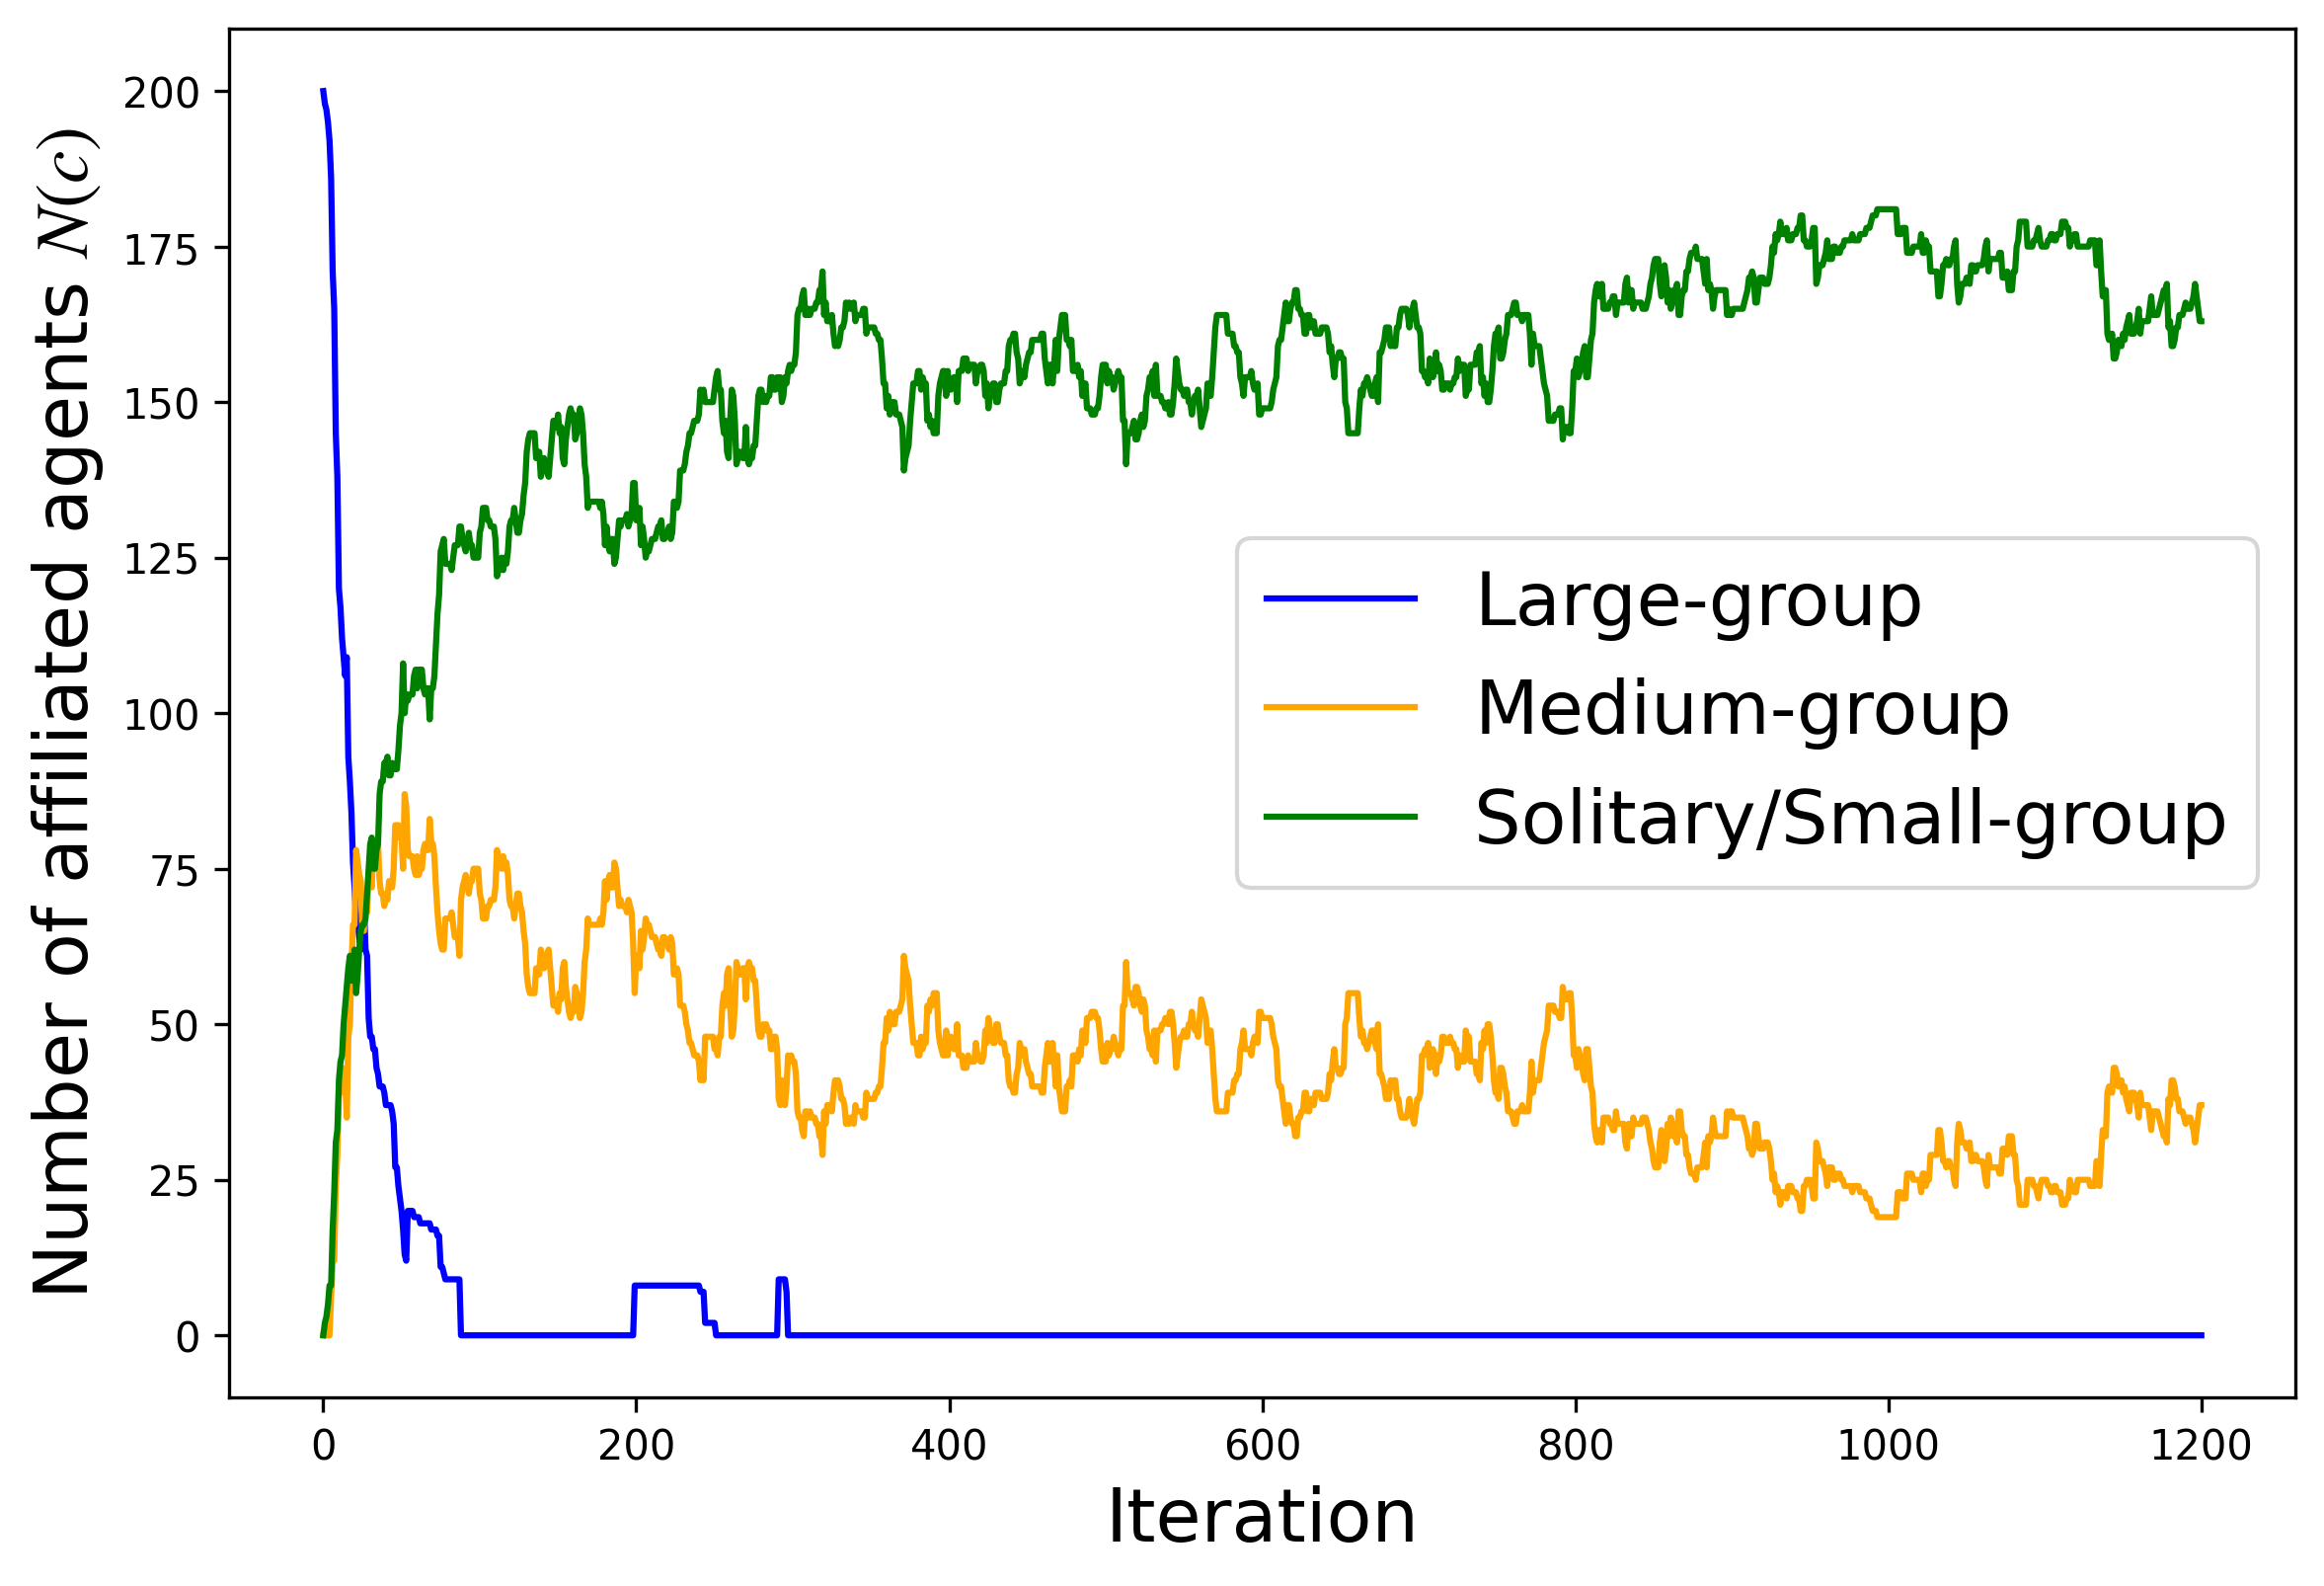 Number of affiliated agents N(c)
200
175
150
125
100
75
50
25
0
Large-group
Medium-group
Solitary/Small-group
0 200 400 600 800 1000 1200
Iteration